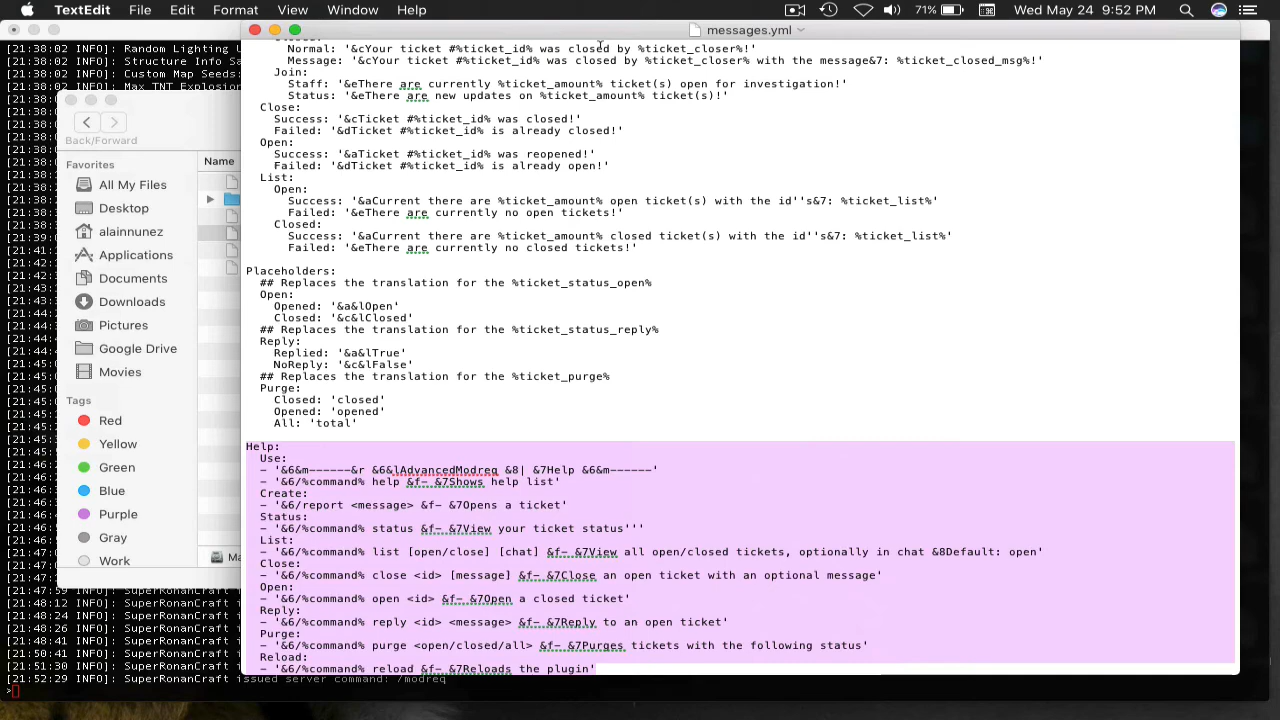 TextEdit File Edit Format View Window Help 71% Wed May 24 9:52 PM
messages.yml
[21:38:02 INFO]: Random Lighting U
[21:38:02 INFO]: Structure Info Sa
[21:38:02 INFO]: Custom Map Seeds:
Max TNT Explosion
Back/Forward
Favorites
All My Files
Desktop
alainnunez
Applications
Documents
Downloads
Pictures
Google Drive
Movies
Tags
Red
Yellow
Green
Blue
Purple
Gray
Work
Name
Normal: '&cYour ticket #%ticket_id% was closed by %ticket_closer%!'
Message: '&cYour ticket #%ticket_id% was closed by %ticket_closer% with the message&7: %ticket_closed_msg%!'
Join:
Staff: '&eThere are currently %ticket_amount% ticket(s) open for investigation!'
Status: '&eThere are new updates on %ticket_amount% ticket(s)!'
Close:
Success: '&cTicket #%ticket_id% was closed!'
Failed: '&dTicket #%ticket_id% is already closed!'
Open:
Success: '&aTicket #%ticket_id% was reopened!'
Failed: '&dTicket #%ticket_id% is already open!'
List:
Open:
Success: '&aCurrent there are %ticket_amount% open ticket(s) with the id''s&7: %ticket_list%'
Failed: '&eThere are currently no open tickets!'
Closed:
Success: '&aCurrent there are %ticket_amount% closed ticket(s) with the id''s&7: %ticket_list%'
Failed: '&eThere are currently no closed tickets!'
Placeholders:
## Replaces the translation for the %ticket_status_open%
Open:
Opened: '&a&lOpen'
Closed: '&c&lClosed'
## Replaces the translation for the %ticket_status_reply%
Reply:
Replied: '&a&lTrue'
NoReply: '&c&lFalse'
## Replaces the translation for the %ticket_purge%
Purge:
Closed: 'closed'
Opened: 'opened'
All: 'total'
Help:
Use:
- '&6&m------&r &6&lAdvancedModreq &8| &7Help &6&m------'
- '&6/%command% help &f- &7Shows help list'
Create:
- '&6/report <message> &f- &7Opens a ticket'
Status:
- '&6/%command% status &f- &7View your ticket status'''
List:
- '&6/%command% list [open/close] [chat] &f- &7View all open/closed tickets, optionally in chat &8Default: open'
Close:
- '&6/%command% close <id> [message] &f- &7Close an open ticket with an optional message'
Open:
- '&6/%command% open <id> &f- &7Open a closed ticket'
Reply:
- '&6/%command% reply <id> <message> &f- &7Reply to an open ticket'
Purge:
- '&6/%command% purge <open/closed/all> &f- &7Purges tickets with the following status'
Reload:
- '&6/%command% reload &f- &7Reloads the plugin'
[21:48:12 INFO]: SuperRonanCraft i
[21:48:24 INFO]: SuperRonanCraft i
[21:48:26 INFO]: SuperRonanCraft i
[21:48:41 INFO]: SuperRonanCraft i
[21:50:41 INFO]: SuperRonanCraft i
[21:51:30 INFO]: SuperRonanCraft i
[21:52:29 INFO]: SuperRonanCraft issued server command: /modreq
>